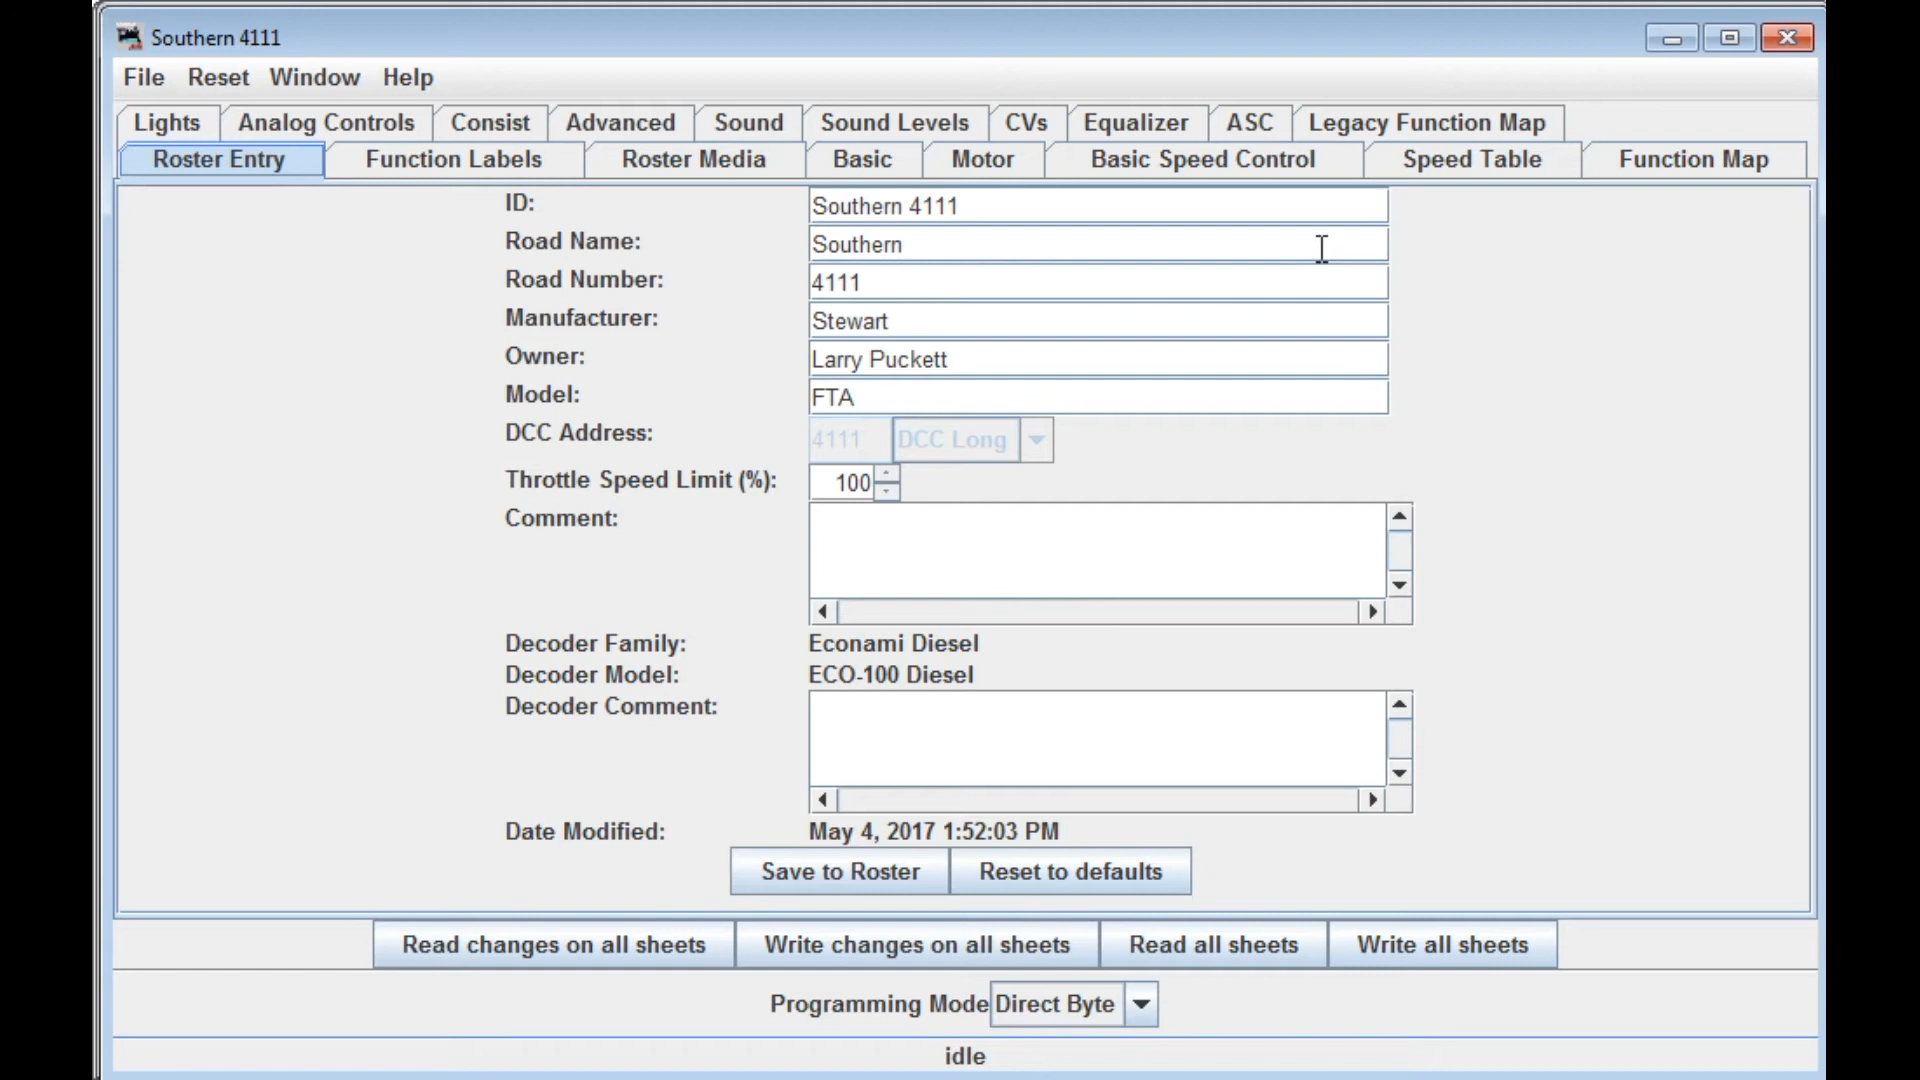 Southern 4111
File Reset Window Help
Lights Analog Controls Consist Advanced Sound Sound Levels CVs Equalizer ASC Legacy Function Map
Roster Entry Function Labels Roster Media Basic Motor Basic Speed Control Speed Table Function Map
ID: Southern 4111
Road Name: Southern
Road Number: 4111
Manufacturer: Stewart
Owner: Larry Puckett
Model: FTA
DCC Address: 4111 DCC Long
Throttle Speed Limit (%): 100
Comment:
Decoder Family: Econami Diesel
Decoder Model: ECO-100 Diesel
Decoder Comment:
Date Modified: May 4, 2017 1:52:03 PM
Save to Roster Reset to defaults
Read changes on all sheets Write changes on all sheets Read all sheets Write all sheets
Programming Mode Direct Byte
idle